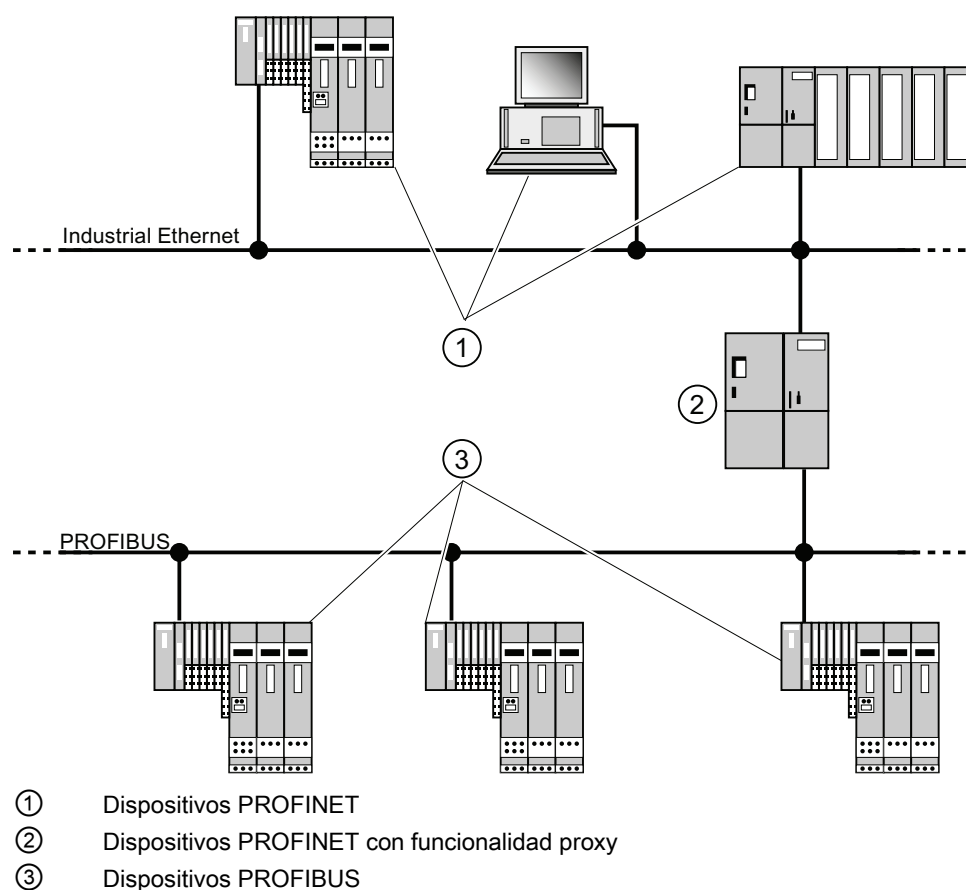 Industrial Ethernet
1
2
3
PROFIBUS
① Dispositivos PROFINET
② Dispositivos PROFINET con funcionalidad proxy
③ Dispositivos PROFIBUS